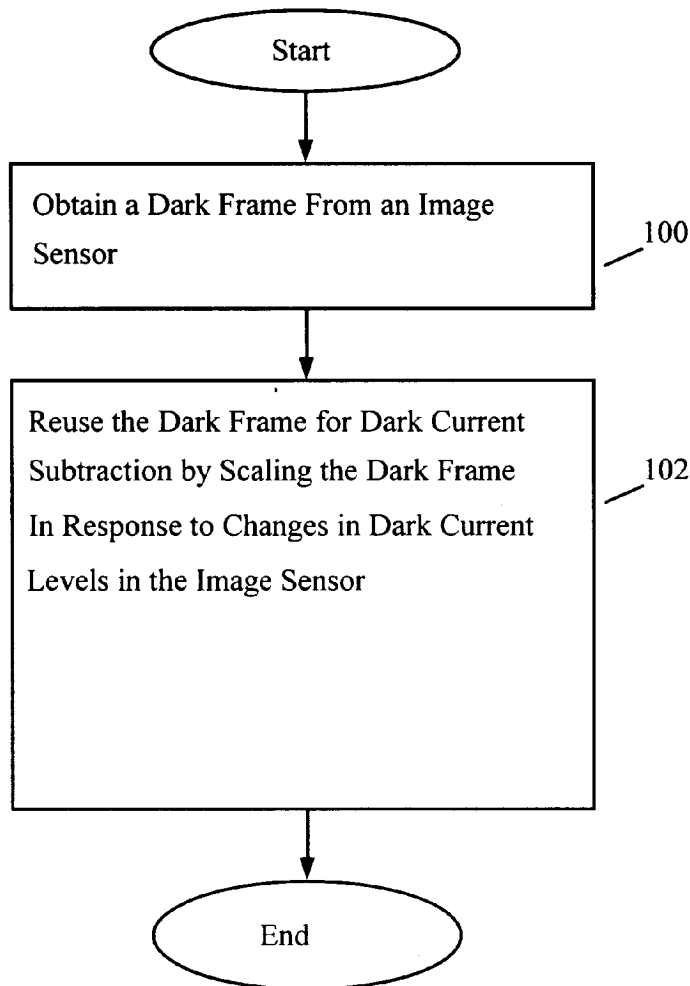 Start
Obtain a Dark Frame From an Image
Sensor
100
Reuse the Dark Frame for Dark Current
Subtraction by Scaling the Dark Frame
In Response to Changes in Dark Current
Levels in the Image Sensor
102
End